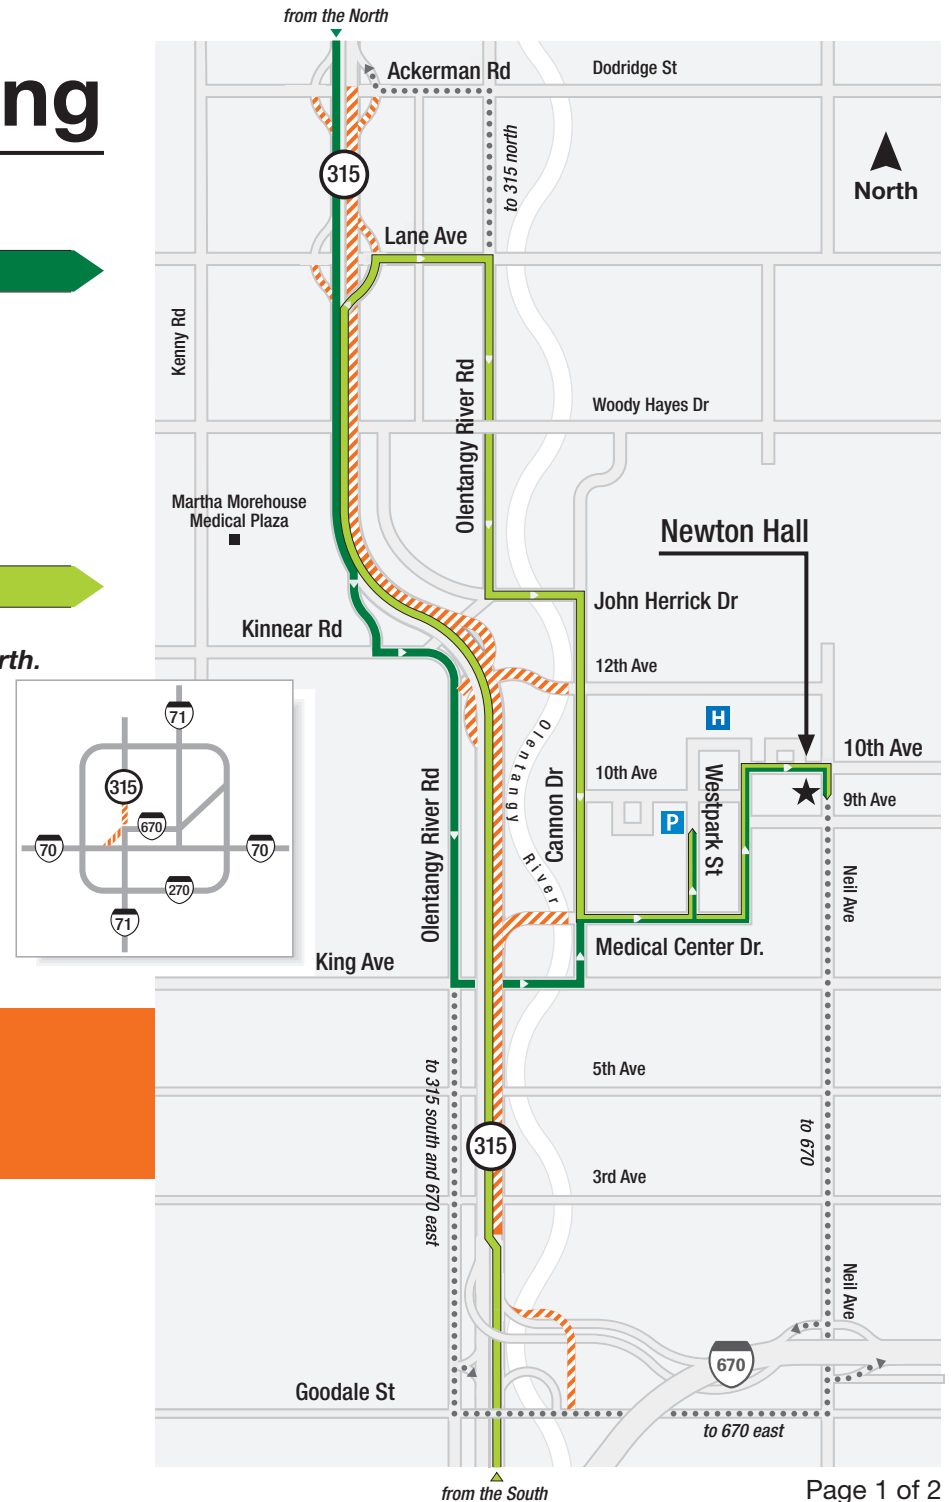 from the North
ng
Ackerman Rd
Dodridge St
to 315 north
315
North
Lane Ave
Kenny Rd
Olentangy River Rd
Woody Hayes Dr
Martha Morehouse
Medical Plaza
Newton Hall
John Herrick Dr
Kinnear Rd
rth.
12th Ave
71
H
Olentangy
River
10th Ave
315
Cannon Dr
10th Ave
Westpark St
9th Ave
Olentangy River Rd
P
670
70
70
270
Neil Ave
71
Medical Center Dr.
King Ave
5th Ave
to 315 south and 670 east
315
to 670
3rd Ave
Neil Ave
670
Goodale St
to 670 east
from the South
Page 1 of 2